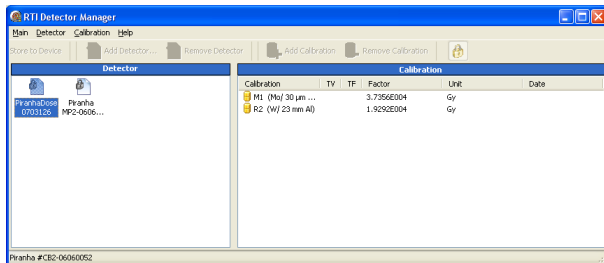 RTI Detector Manager
Main Detector Calibration Help
Store to Device Add Detector... Remove Detector Add Calibration Remove Calibration
Detector Calibration
PiranhaDose 0703126
Piranha MP2-0606...
Calibration TV TF Factor Unit Date
M1 (Mo/ 30 µm ... 3.7356E004 Gy
R2 (W/ 23 mm Al) 1.9292E004 Gy
Piranha #CB2-06060052